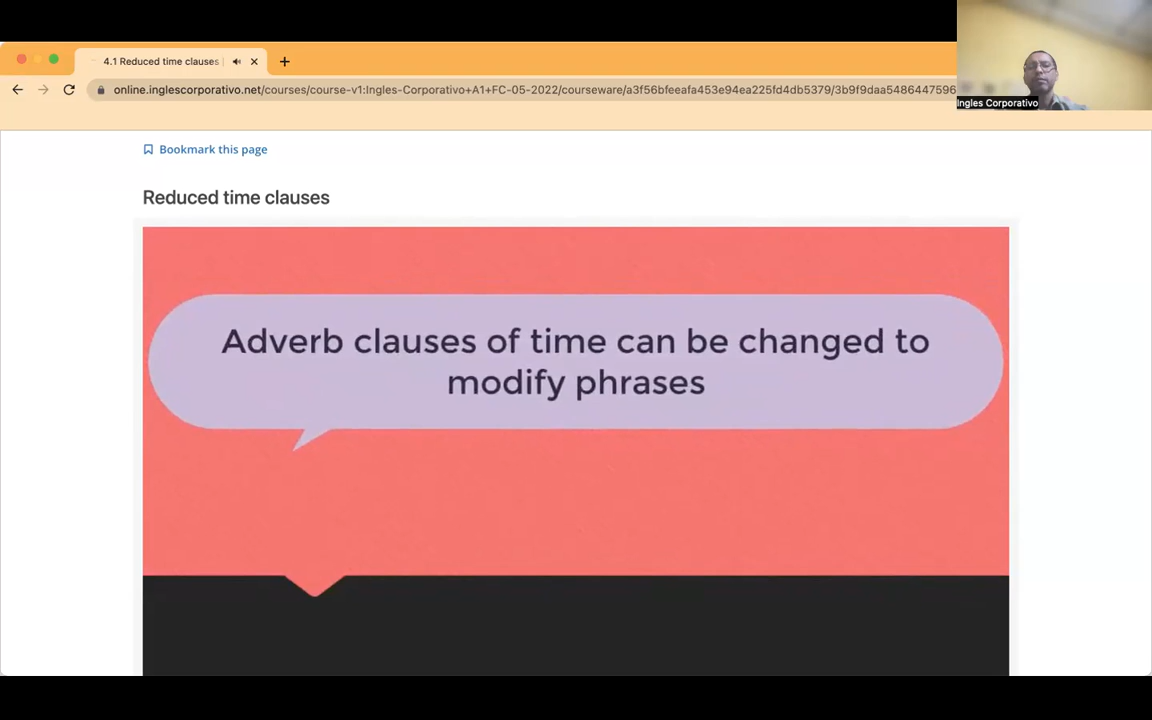 4.1 Reduced time clauses
online.inglescorporativo.net/courses/course-v1:Ingles-Corporativo+A1+FC-05-2022/courseware/a3f56bfeeafa453e94ea225fd4db5379/3b9f9daa5486447596
Ingles Corporativo
Bookmark this page
Reduced time clauses
Adverb clauses of time can be changed to
modify phrases